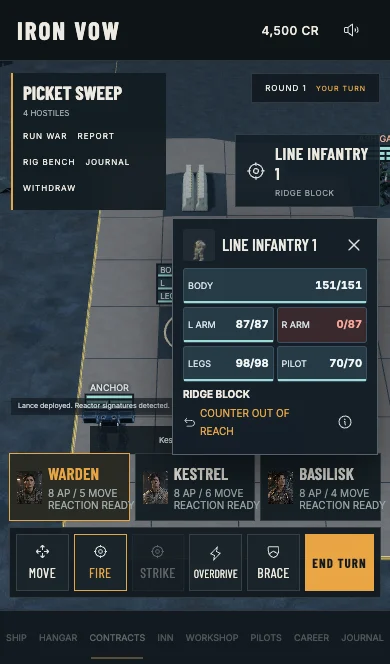 IRON VOW
4,500 CR
PICKET SWEEP
4 HOSTILES
RUN WAR REPORT
RIG BENCH JOURNAL
WITHDRAW
ROUND 1 YOUR TURN
GA
LINE INFANTRY
1
RIDGE BLOCK
LINE INFANTRY 1
BODY 151/151
L ARM 87/87
R ARM 0/87
LEGS 98/98
PILOT 70/70
RIDGE BLOCK
COUNTER OUT OF
REACH
BO
L
LEG
ANCHOR
Lance deployed. Reactor signatures detected.
Kes
WARDEN
8 AP / 5 MOVE
REACTION READY
KESTREL
8 AP / 6 MOVE
REACTION READY
BASILISK
8 AP / 4 MOVE
REACTION READY
MOVE
FIRE
STRIKE
OVERDRIVE
BRACE
END TURN
SHIP HANGAR CONTRACTS INN WORKSHOP PILOTS CAREER JOURNAL